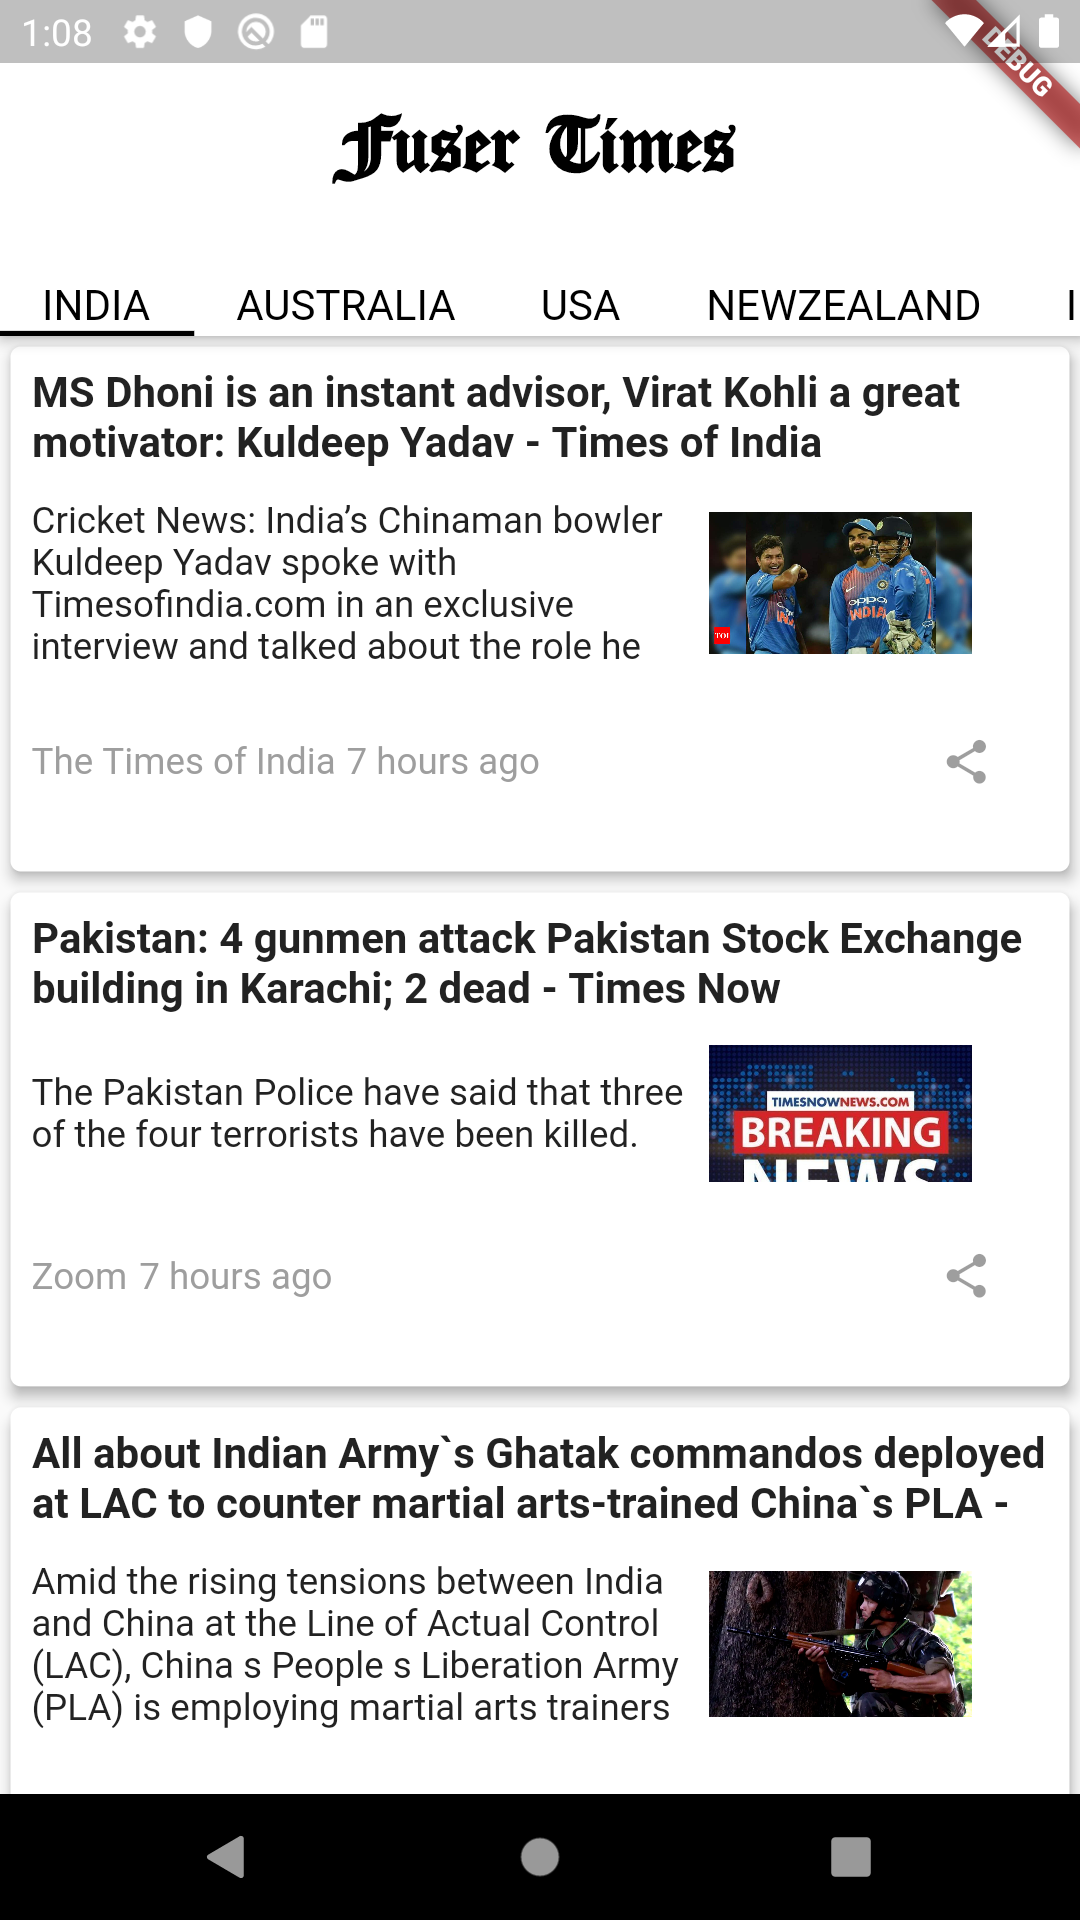 1:08
DEBUG
Fuser Times
INDIA AUSTRALIA USA NEWZEALAND I
MS Dhoni is an instant advisor, Virat Kohli a great
motivator: Kuldeep Yadav - Times of India
Cricket News: India’s Chinaman bowler
Kuldeep Yadav spoke with
Timesofindia.com in an exclusive
interview and talked about the role he
oppo
INDIA
TOI
The Times of India 7 hours ago
Pakistan: 4 gunmen attack Pakistan Stock Exchange
building in Karachi; 2 dead - Times Now
The Pakistan Police have said that three
of the four terrorists have been killed.
TIMESNOWNEWS.COM
BREAKING
NEWS
Zoom 7 hours ago
All about Indian Army`s Ghatak commandos deployed
at LAC to counter martial arts-trained China`s PLA -
Amid the rising tensions between India
and China at the Line of Actual Control
(LAC), China s People s Liberation Army
(PLA) is employing martial arts trainers